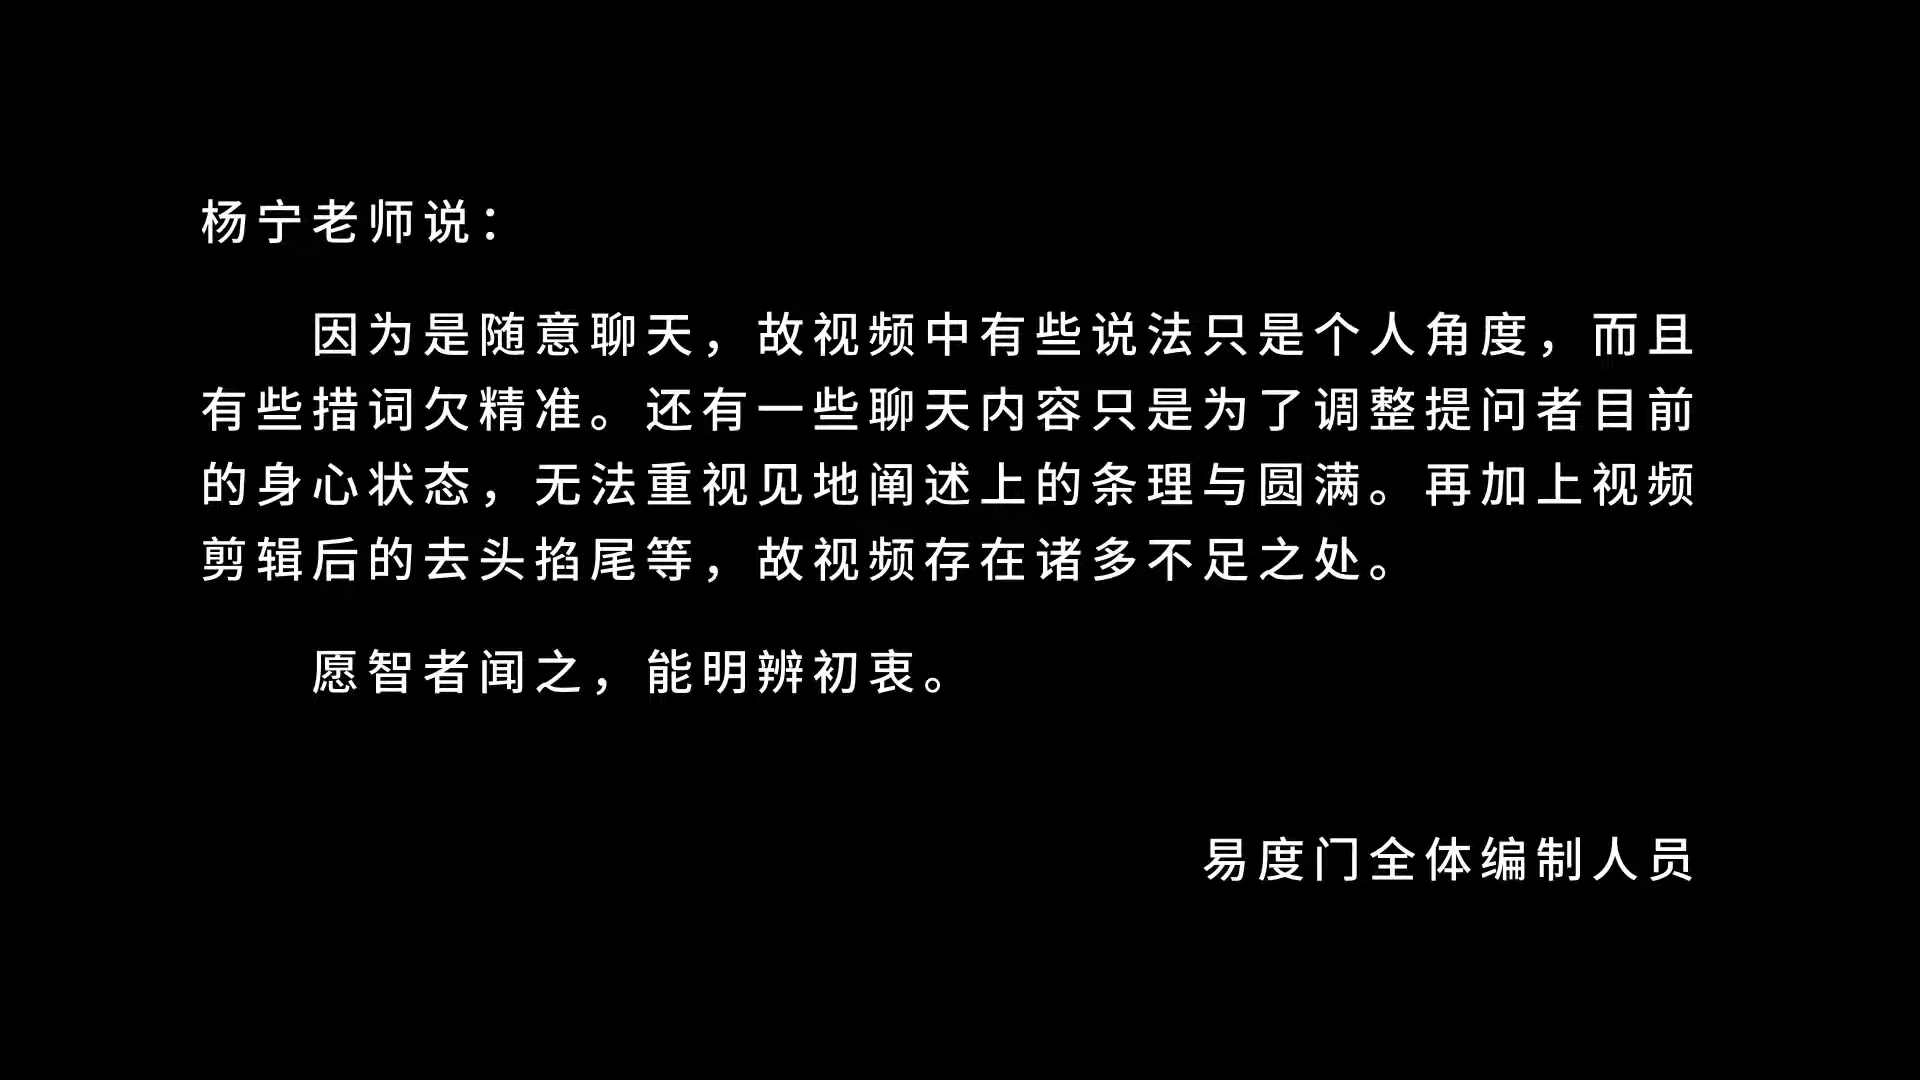 杨宁老师说：
因为是随意聊天，故视频中有些说法只是个人角度，而且
有些措词欠精准。还有一些聊天内容只是为了调整提问者目前
的身心状态，无法重视见地阐述上的条理与圆满。再加上视频
剪辑后的去头掐尾等，故视频存在诸多不足之处。
愿智者闻之，能明辨初衷。
易度门全体编制人员